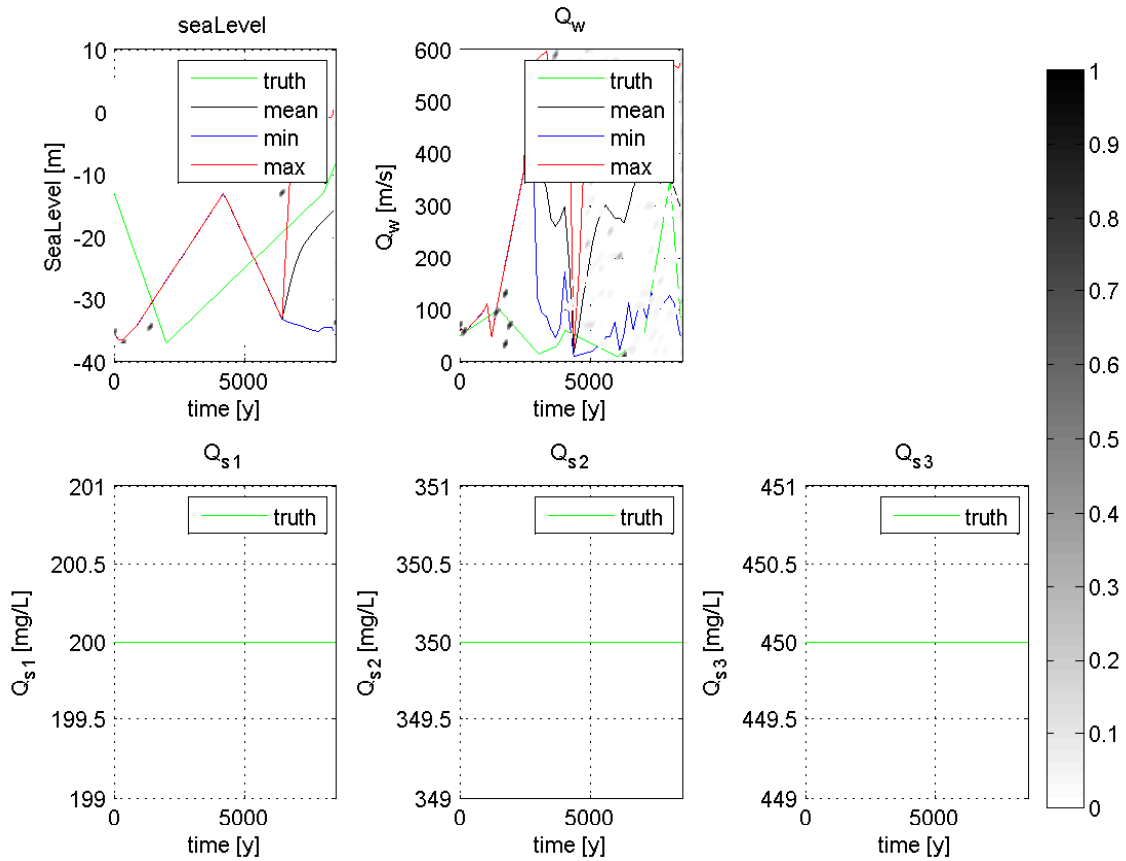 seaLevel
10
0
-10
-20
-30
-40
SeaLevel [m]
0 5000
time [y]
truth
mean
min
max
Q_w
600
500
400
300
200
100
0
Q_w [m/s]
0 5000
time [y]
truth
mean
min
max
Q_s1
201
200.5
200
199.5
199
Q_s1 [mg/L]
0 5000
time [y]
truth
Q_s2
351
350.5
350
349.5
349
Q_s2 [mg/L]
0 5000
time [y]
truth
Q_s3
451
450.5
450
449.5
449
Q_s3 [mg/L]
0 5000
time [y]
truth
1
0.9
0.8
0.7
0.6
0.5
0.4
0.3
0.2
0.1
0